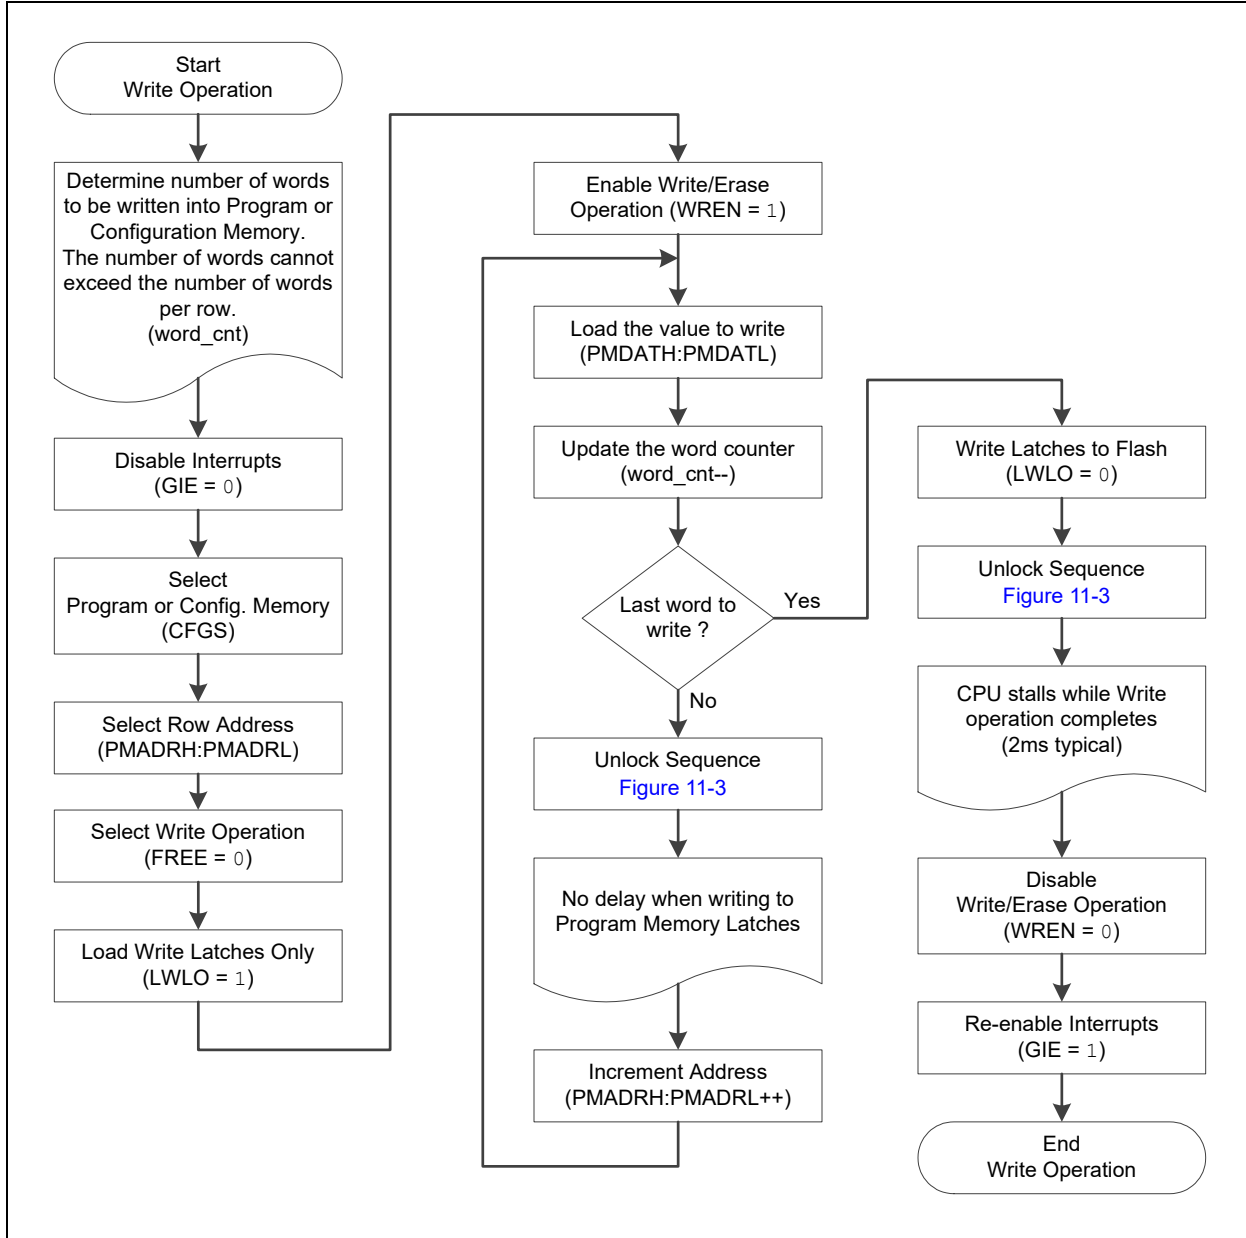 Start
Write Operation
Determine number of words
to be written into Program or
Configuration Memory.
The number of words cannot
exceed the number of words
per row.
(word_cnt)
Disable Interrupts
(GIE = 0)
Select
Program or Config. Memory
(CFGS)
Select Row Address
(PMADRH:PMADRL)
Select Write Operation
(FREE = 0)
Load Write Latches Only
(LWLO = 1)
Enable Write/Erase
Operation (WREN = 1)
Load the value to write
(PMDATH:PMDATL)
Update the word counter
(word_cnt--)
Last word to
write ?
Yes
No
Unlock Sequence
Figure 11-3
No delay when writing to
Program Memory Latches
Increment Address
(PMADRH:PMADRL++)
Write Latches to Flash
(LWLO = 0)
Unlock Sequence
Figure 11-3
CPU stalls while Write
operation completes
(2ms typical)
Disable
Write/Erase Operation
(WREN = 0)
Re-enable Interrupts
(GIE = 1)
End
Write Operation